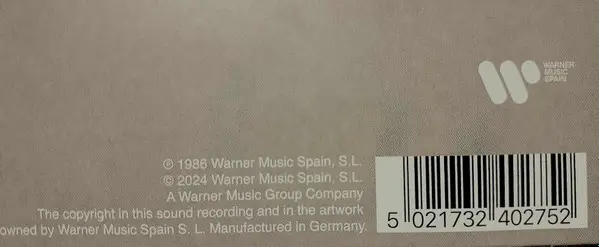 WARNER
MUSIC
SPAIN
℗ 1986 Warner Music Spain, S.L.
© 2024 Warner Music Spain, S.L.
A Warner Music Group Company
The copyright in this sound recording and in the artwork
owned by Warner Music Spain S. L. Manufactured in Germany.
5 021732 402752